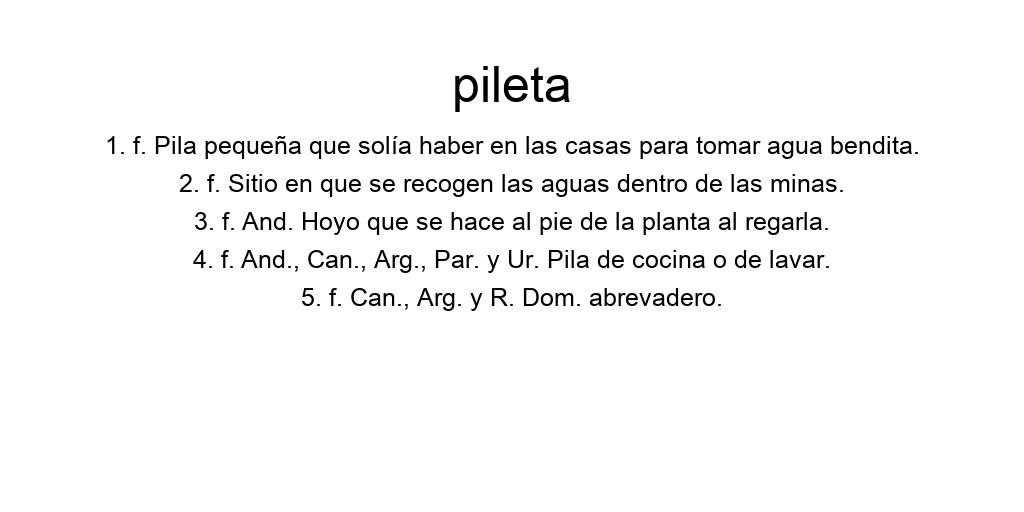 pileta
1. f. Pila pequeña que solía haber en las casas para tomar agua bendita.
2. f. Sitio en que se recogen las aguas dentro de las minas.
3. f. And. Hoyo que se hace al pie de la planta al regarla.
4. f. And., Can., Arg., Par. y Ur. Pila de cocina o de lavar.
5. f. Can., Arg. y R. Dom. abrevadero.